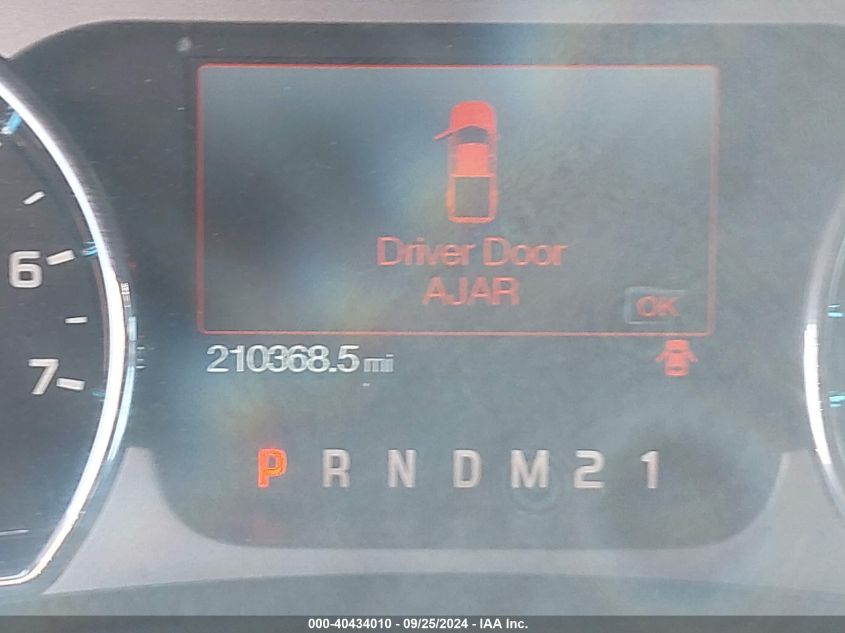 Driver Door
AJAR
OK
6
7
210368.5 mi
P R N D M 2 1
000-40434010 - 09/25/2024 - IAA Inc.